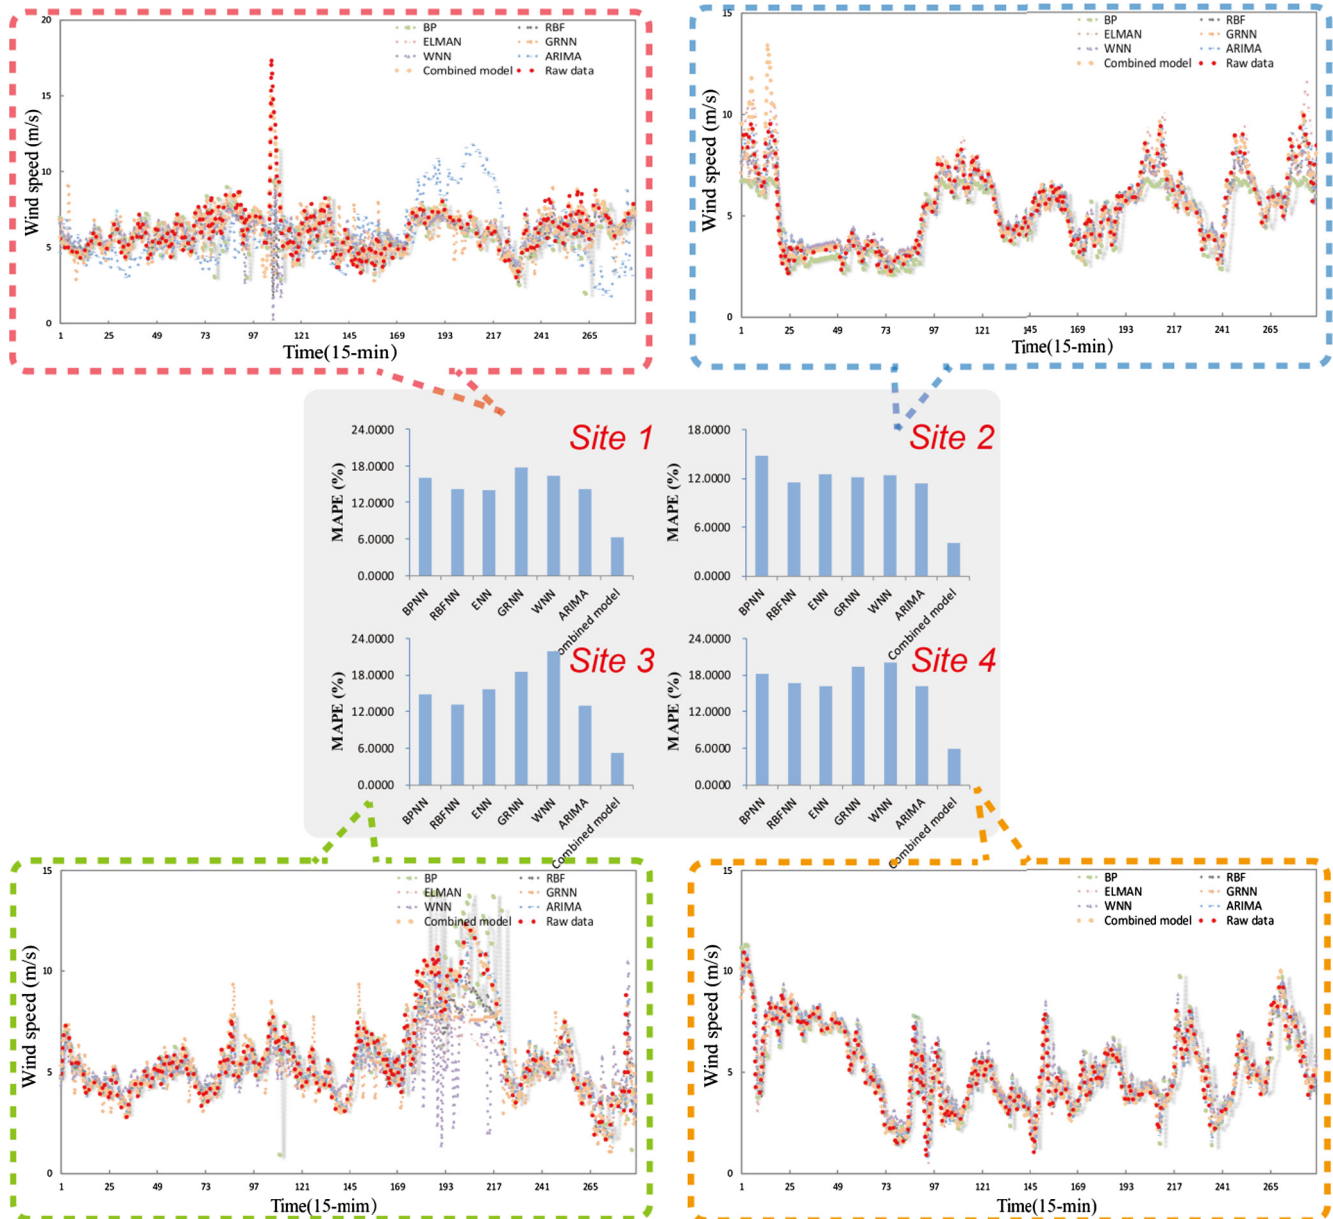 20
15
10
5
0
Wind speed (m/s)
BP
RBF
ELMAN
GRNN
WNN
ARIMA
Combined model
Raw data
1 25 49 73 97 121 145 169 193 217 241 265
Time(15-min)
15
10
5
0
Wind speed (m/s)
BP
RBF
ELMAN
GRNN
WNN
ARIMA
Combined model
Raw data
1 25 49 73 97 121 145 169 193 217 241 265
Time(15-min)
Site 1
24.0000
18.0000
12.0000
6.0000
0.0000
MAPE (%)
BPNN RBFNN ENN GRNN WNN ARIMA ombined model
Site 2
18.0000
12.0000
6.0000
0.0000
MAPE (%)
BPNN RBFNN ENN GRNN WNN ARIMA Combined model
Site 3
24.0000
18.0000
12.0000
6.0000
0.0000
MAPE (%)
BPNN RBFNN ENN GRNN WNN ARIMA Combined model
Site 4
24.0000
18.0000
12.0000
6.0000
0.0000
MAPE (%)
BPNN RBFNN ENN GRNN WNN ARIMA Combined model
15
10
5
0
Wind speed (m/s)
BP
RBF
ELMAN
GRNN
WNN
ARIMA
Combined model
Raw data
1 25 49 73 97 121 145 169 193 217 241 265
Time(15-mim)
15
10
5
0
Wind speed (m/s)
BP
RBF
ELMAN
GRNN
WNN
ARIMA
Combined model
Raw data
1 25 49 73 97 121 145 169 193 217 241 265
Time(15-min)